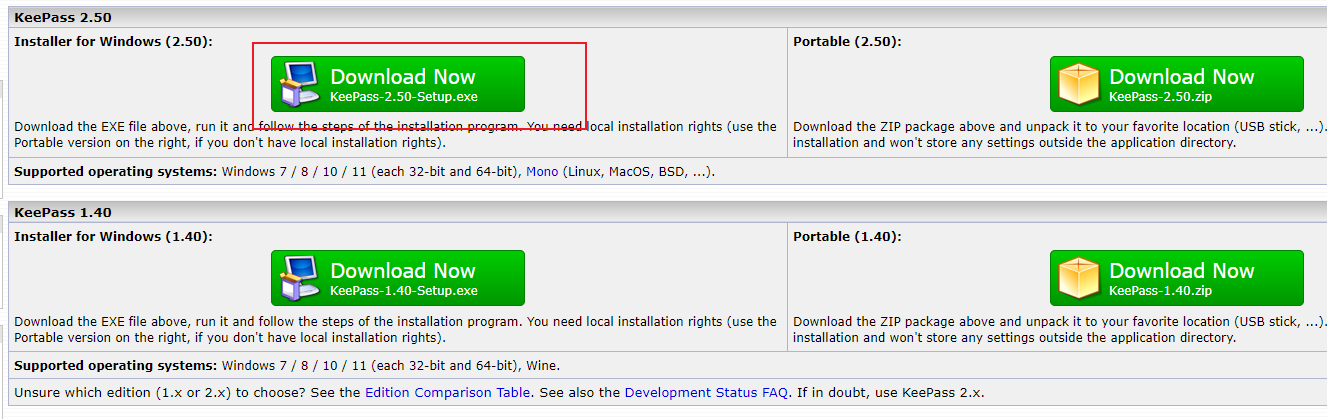 KeePass 2.50
Installer for Windows (2.50):
Download Now
KeePass-2.50-Setup.exe
Download the EXE file above, run it and follow the steps of the installation program. You need local installation rights (use the
Portable version on the right, if you don't have local installation rights).
Portable (2.50):
Download Now
KeePass-2.50.zip
Download the ZIP package above and unpack it to your favorite location (USB stick, ...).
installation and won't store any settings outside the application directory.
Supported operating systems: Windows 7 / 8 / 10 / 11 (each 32-bit and 64-bit), Mono (Linux, MacOS, BSD, ...).
KeePass 1.40
Installer for Windows (1.40):
Download Now
KeePass-1.40-Setup.exe
Download the EXE file above, run it and follow the steps of the installation program. You need local installation rights (use the
Portable version on the right, if you don't have local installation rights).
Portable (1.40):
Download Now
KeePass-1.40.zip
Download the ZIP package above and unpack it to your favorite location (USB stick, ...).
installation and won't store any settings outside the application directory.
Supported operating systems: Windows 7 / 8 / 10 / 11 (each 32-bit and 64-bit), Wine.
Unsure which edition (1.x or 2.x) to choose? See the Edition Comparison Table. See also the Development Status FAQ. If in doubt, use KeePass 2.x.